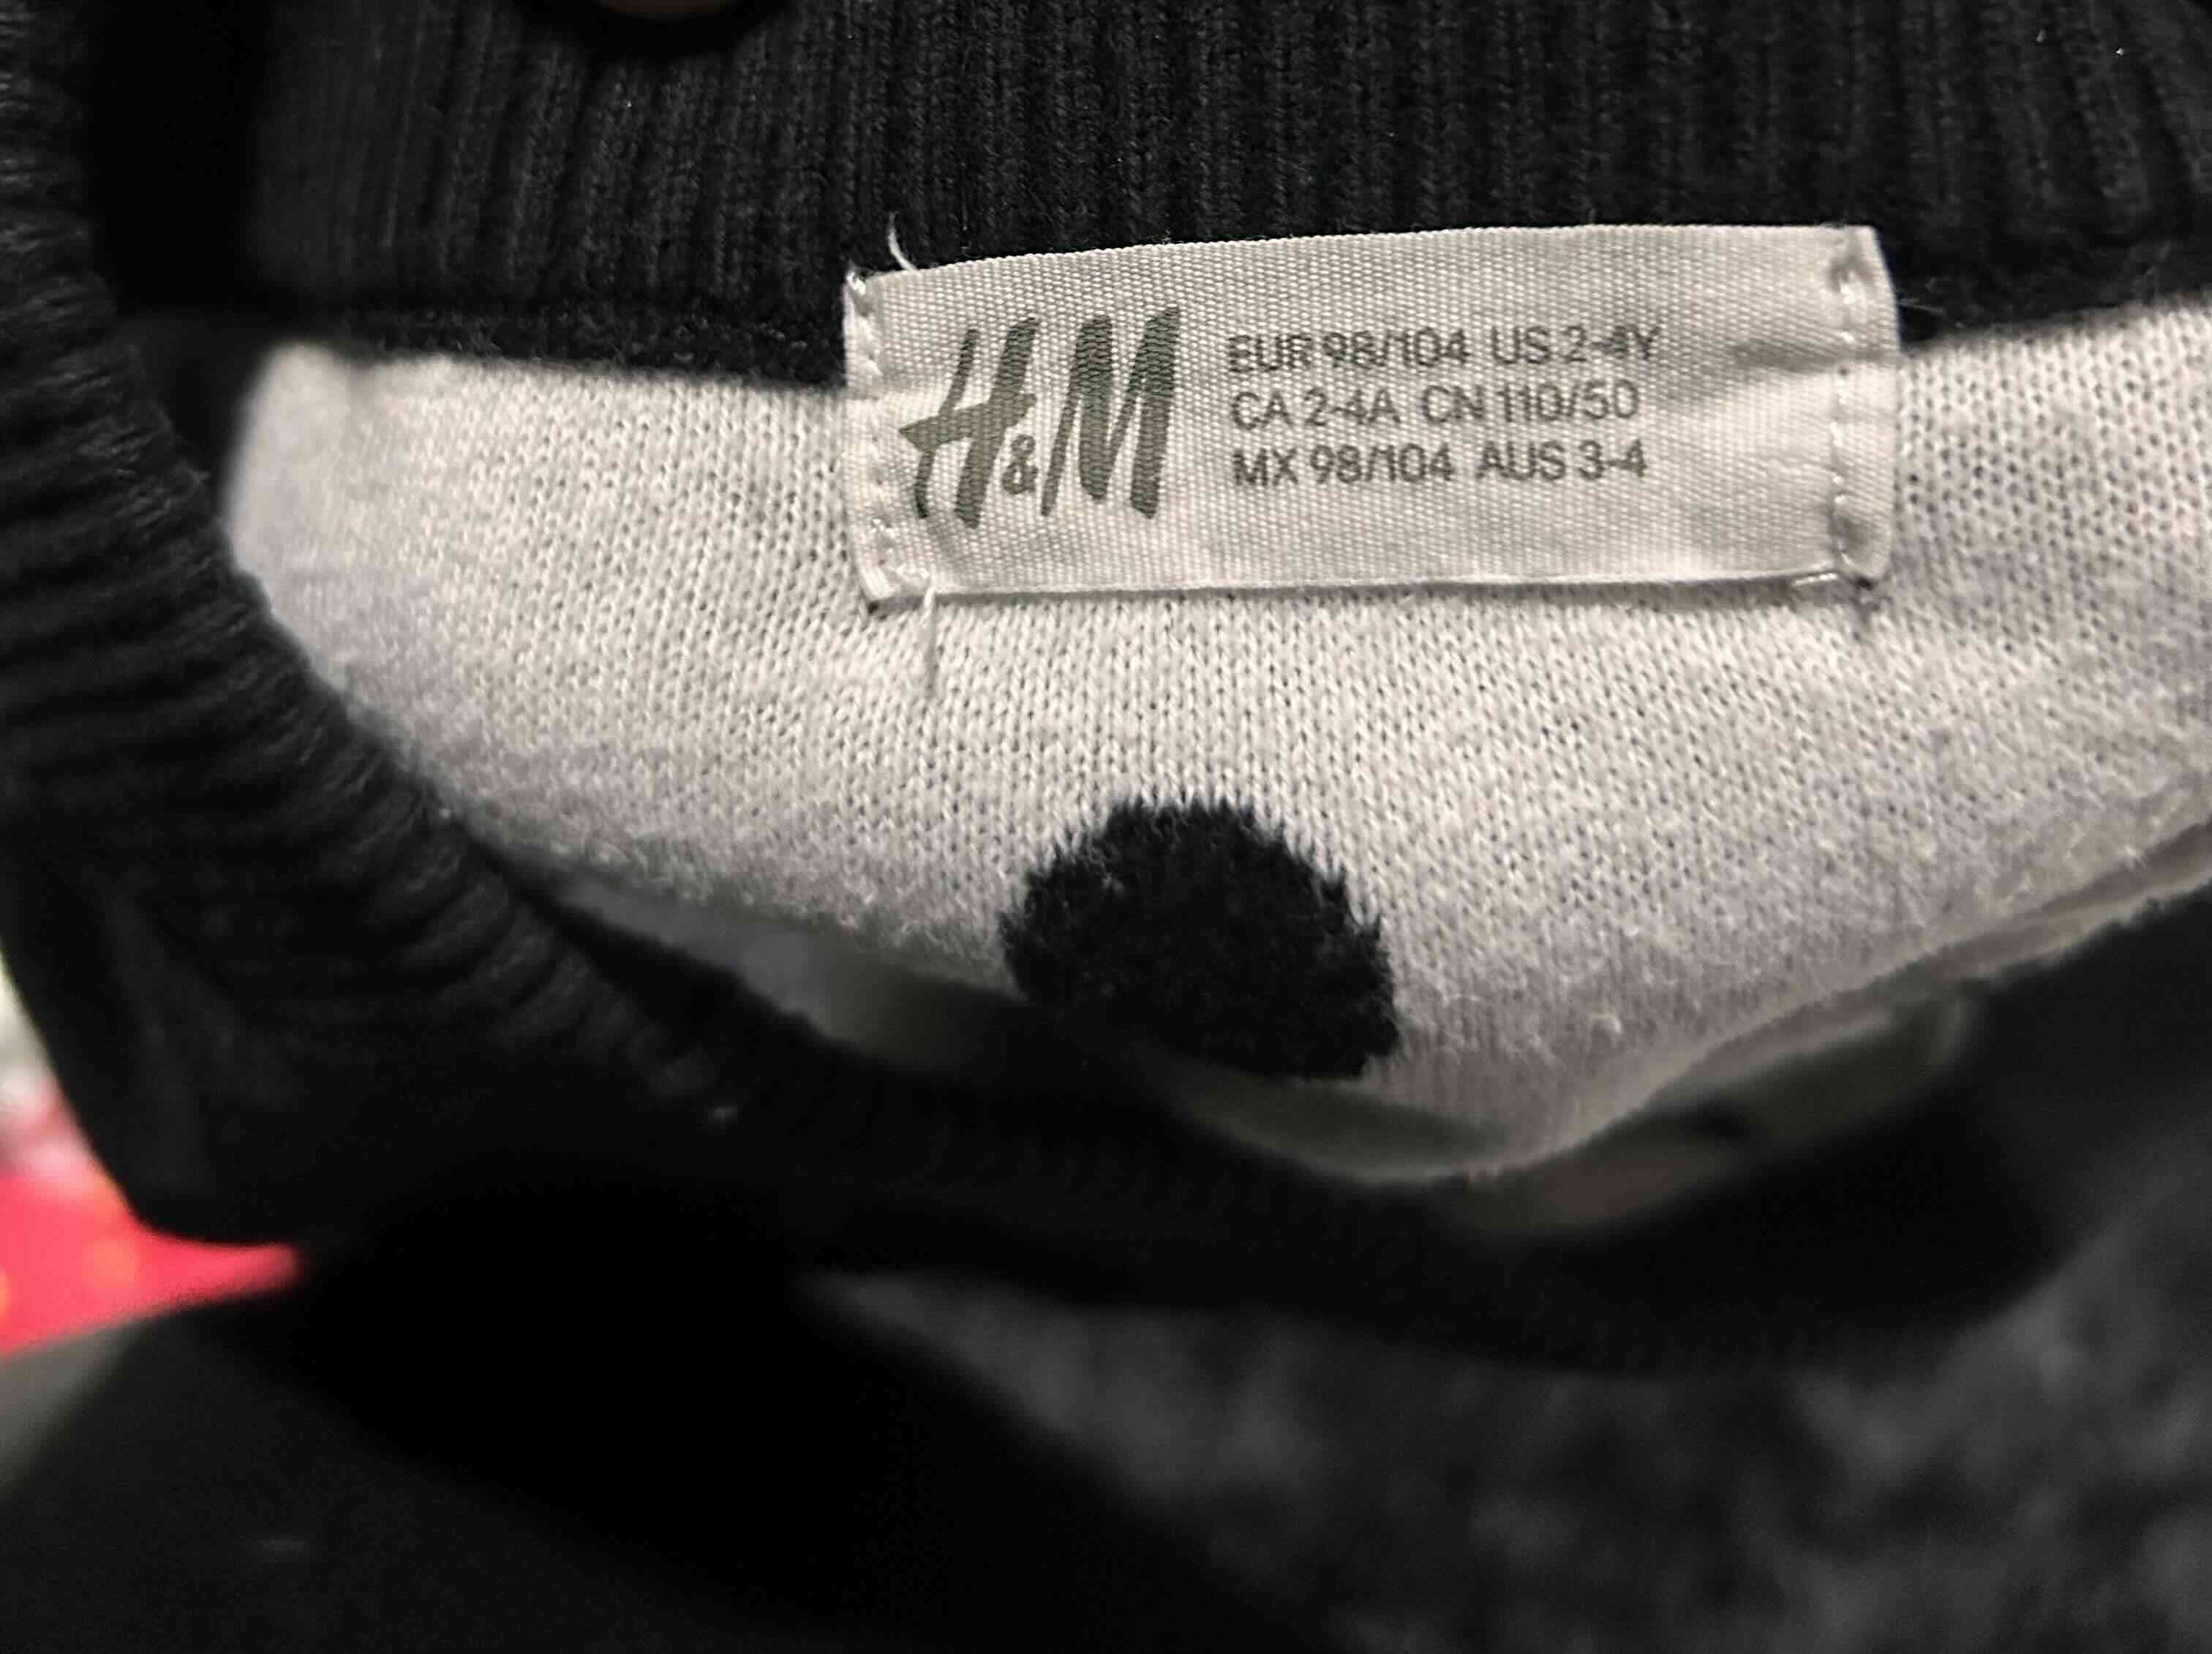 H&M
EUR 98/104 US 2-4Y
CA 2-4A CN 110/50
MX 98/104 AUS 3-4